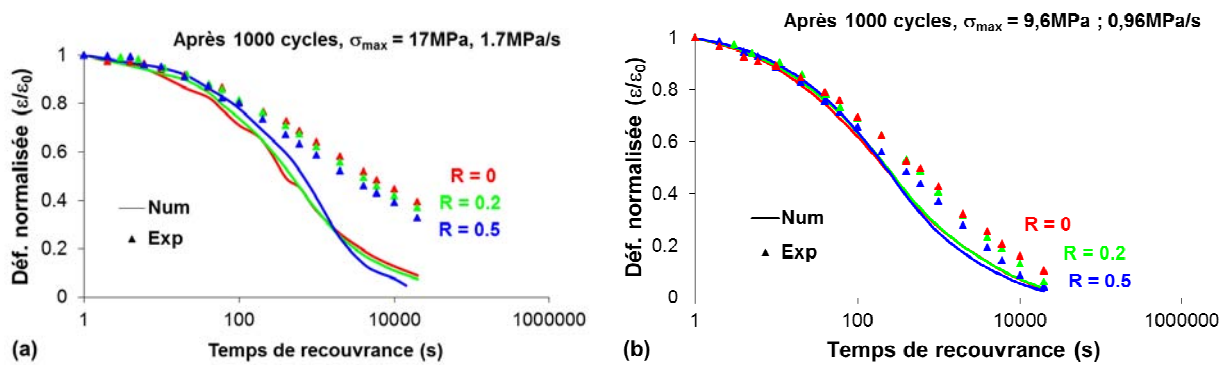 Après 1000 cycles, σmax = 17MPa, 1.7MPa/s
Déf. normalisée (ε/ε0)
1
0.8
0.6
0.4
0.2
0
R = 0
R = 0.2
R = 0.5
Num
Exp
1
100
10000
1000000
(a)
Temps de recouvrance (s)
Après 1000 cycles, σmax = 9,6MPa ; 0,96MPa/s
Déf. normalisée (ε/ε0)
1
0.8
0.6
0.4
0.2
0
Num
Exp
R = 0
R = 0.2
R = 0.5
1
100
10000
1000000
(b)
Temps de recouvrance (s)